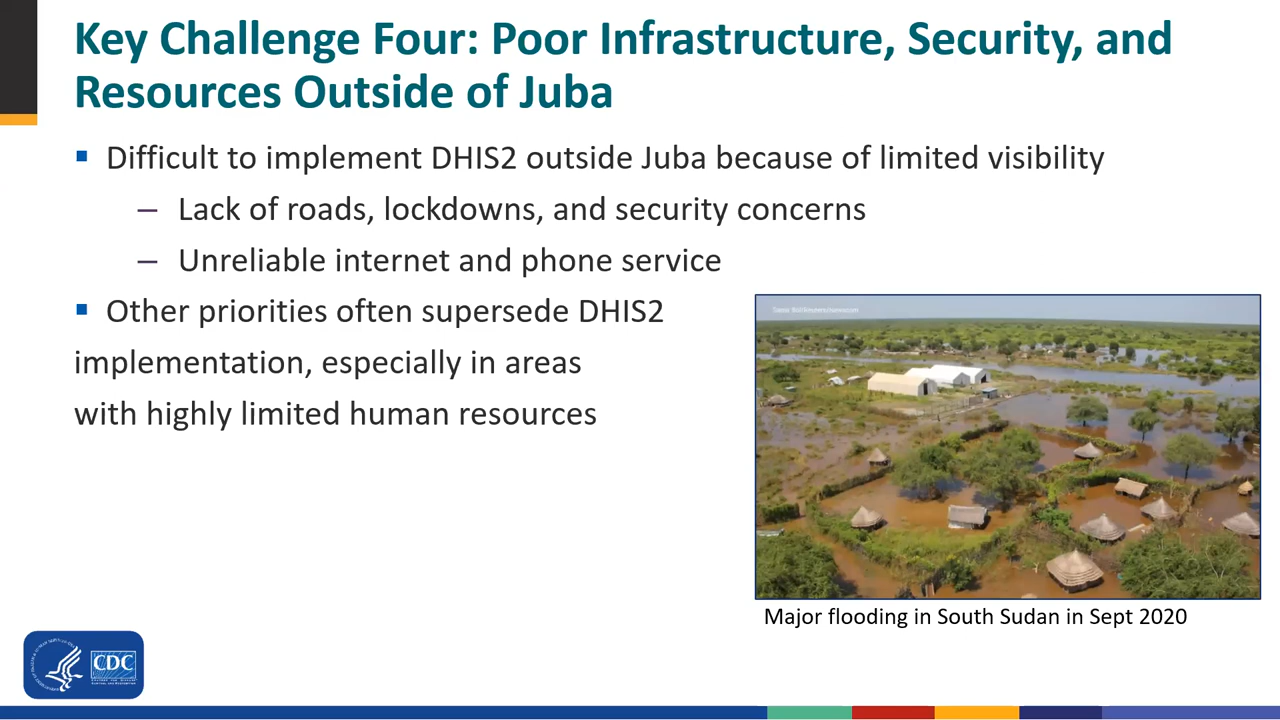 Key Challenge Four: Poor Infrastructure, Security, and
Resources Outside of Juba
▪ Difficult to implement DHIS2 outside Juba because of limited visibility
– Lack of roads, lockdowns, and security concerns
– Unreliable internet and phone service
▪ Other priorities often supersede DHIS2
implementation, especially in areas
with highly limited human resources
Major flooding in South Sudan in Sept 2020
CDC